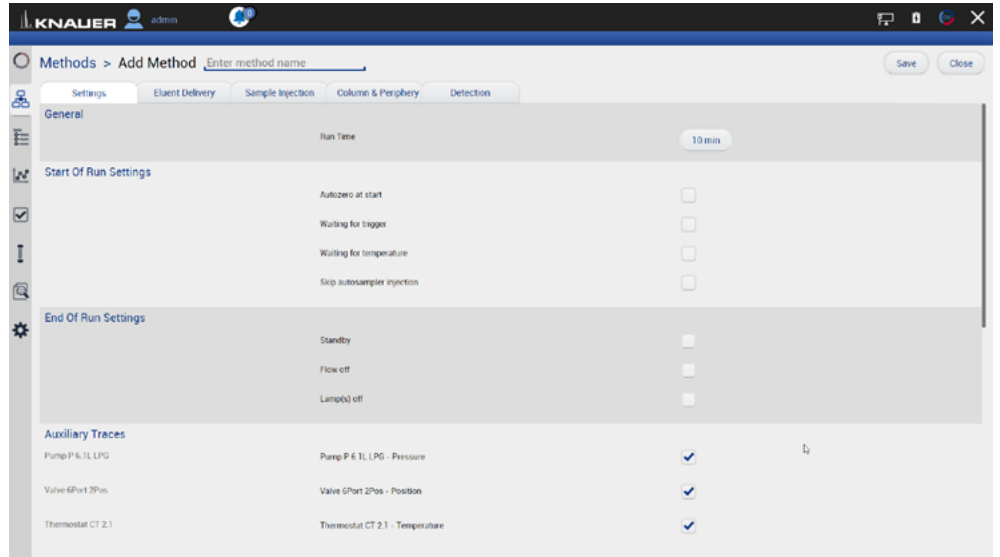 KNAUER admin 0
Methods > Add Method Enter method name Save Close
Settings Eluent Delivery Sample Injection Column & Periphery Detection
General
Run Time 10 min
Start Of Run Settings
Autozero at start
Waiting for trigger
Waiting for temperature
Skip autosampler injection
End Of Run Settings
Standby
Flow off
Lamp(s) off
Auxiliary Traces
Pump P 6.1L LPG Pump P 6.1L LPG - Pressure
Valve 6Port 2Pos Valve 6Port 2Pos - Position
Thermostat CT 2.1 Thermostat CT 2.1 - Temperature